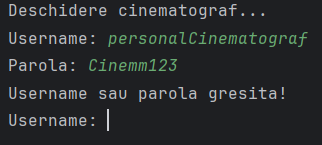 Deschidere cinematograf...
Username: personalCinematograf
Parola: Cinemm123
Username sau parola gresita!
Username: